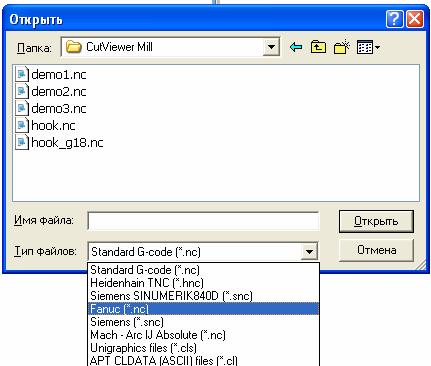 Открыть
Папка: CutViewer Mill
demo1.nc
demo2.nc
demo3.nc
hook.nc
hook_g18.nc
Имя файла: Открыть
Тип файлов: Standard G-code (*.nc) Отмена
Standard G-code (*.nc)
Heidenhain TNC (*.hnc)
Siemens SINUMERIK840D (*.snc)
Fanuc (*.nc)
Siemens (*.snc)
Mach - Arc IJ Absolute (*.nc)
Unigraphics files (*.cls)
APT CLDATA (ASCII) files (*.cl)